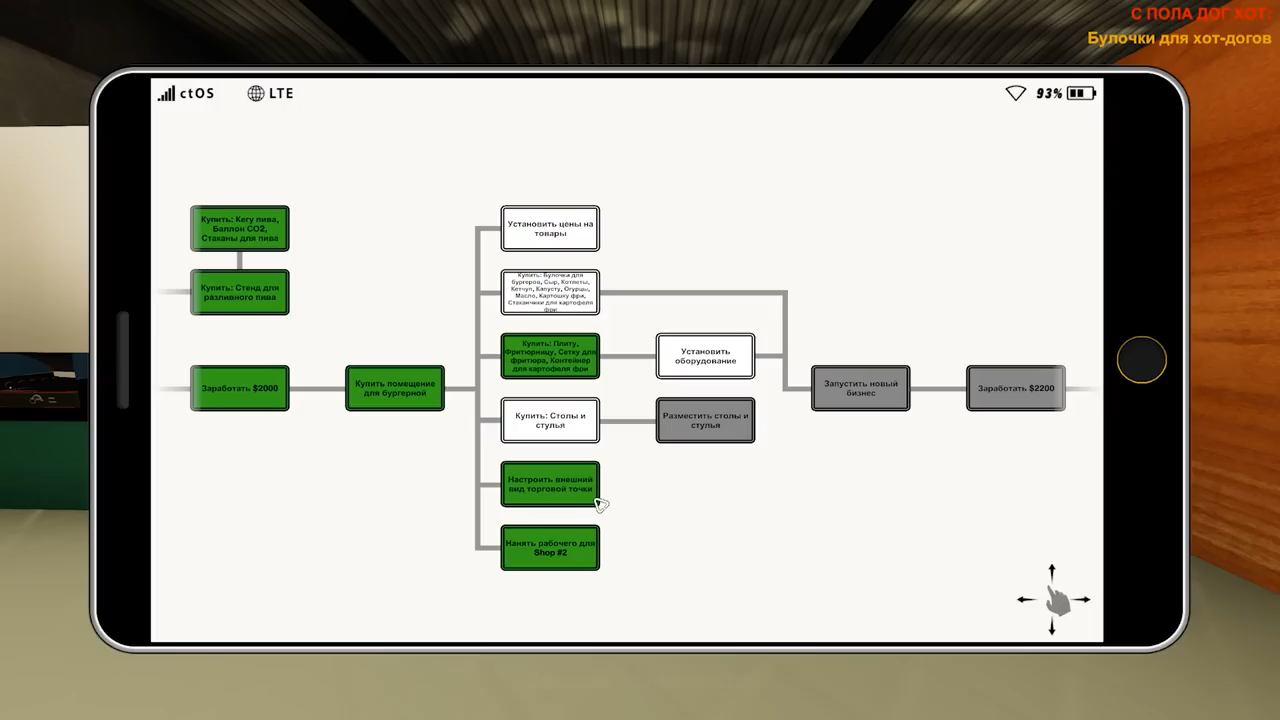 С ПОЛА ДОГ ХОТ:
Булочки для хот-догов
ctOS
LTE
93%
Купить: Кегу пива,
Баллон CO2,
Стаканы для пива
Купить: Стенд для
разливного пива
Заработать $2000
Купить помещение
для бургерной
Установить цены на
товары
Купить: Булочки для
бургеров, Сыр, Котлеты,
Кетчуп, Капусту, Огурцы,
Масло, Картошку фри,
Стаканчики для картофеля
фри
Купить: Плиту,
Фритюрницу, Сетку для
фритюра, Контейнер
для картофеля фри
Установить
оборудование
Купить: Столы и
стулья
Разместить столы и
стулья
Настроить внешний
вид торговой точки
Нанять рабочего для
Shop #2
Запустить новый
бизнес
Заработать $2200